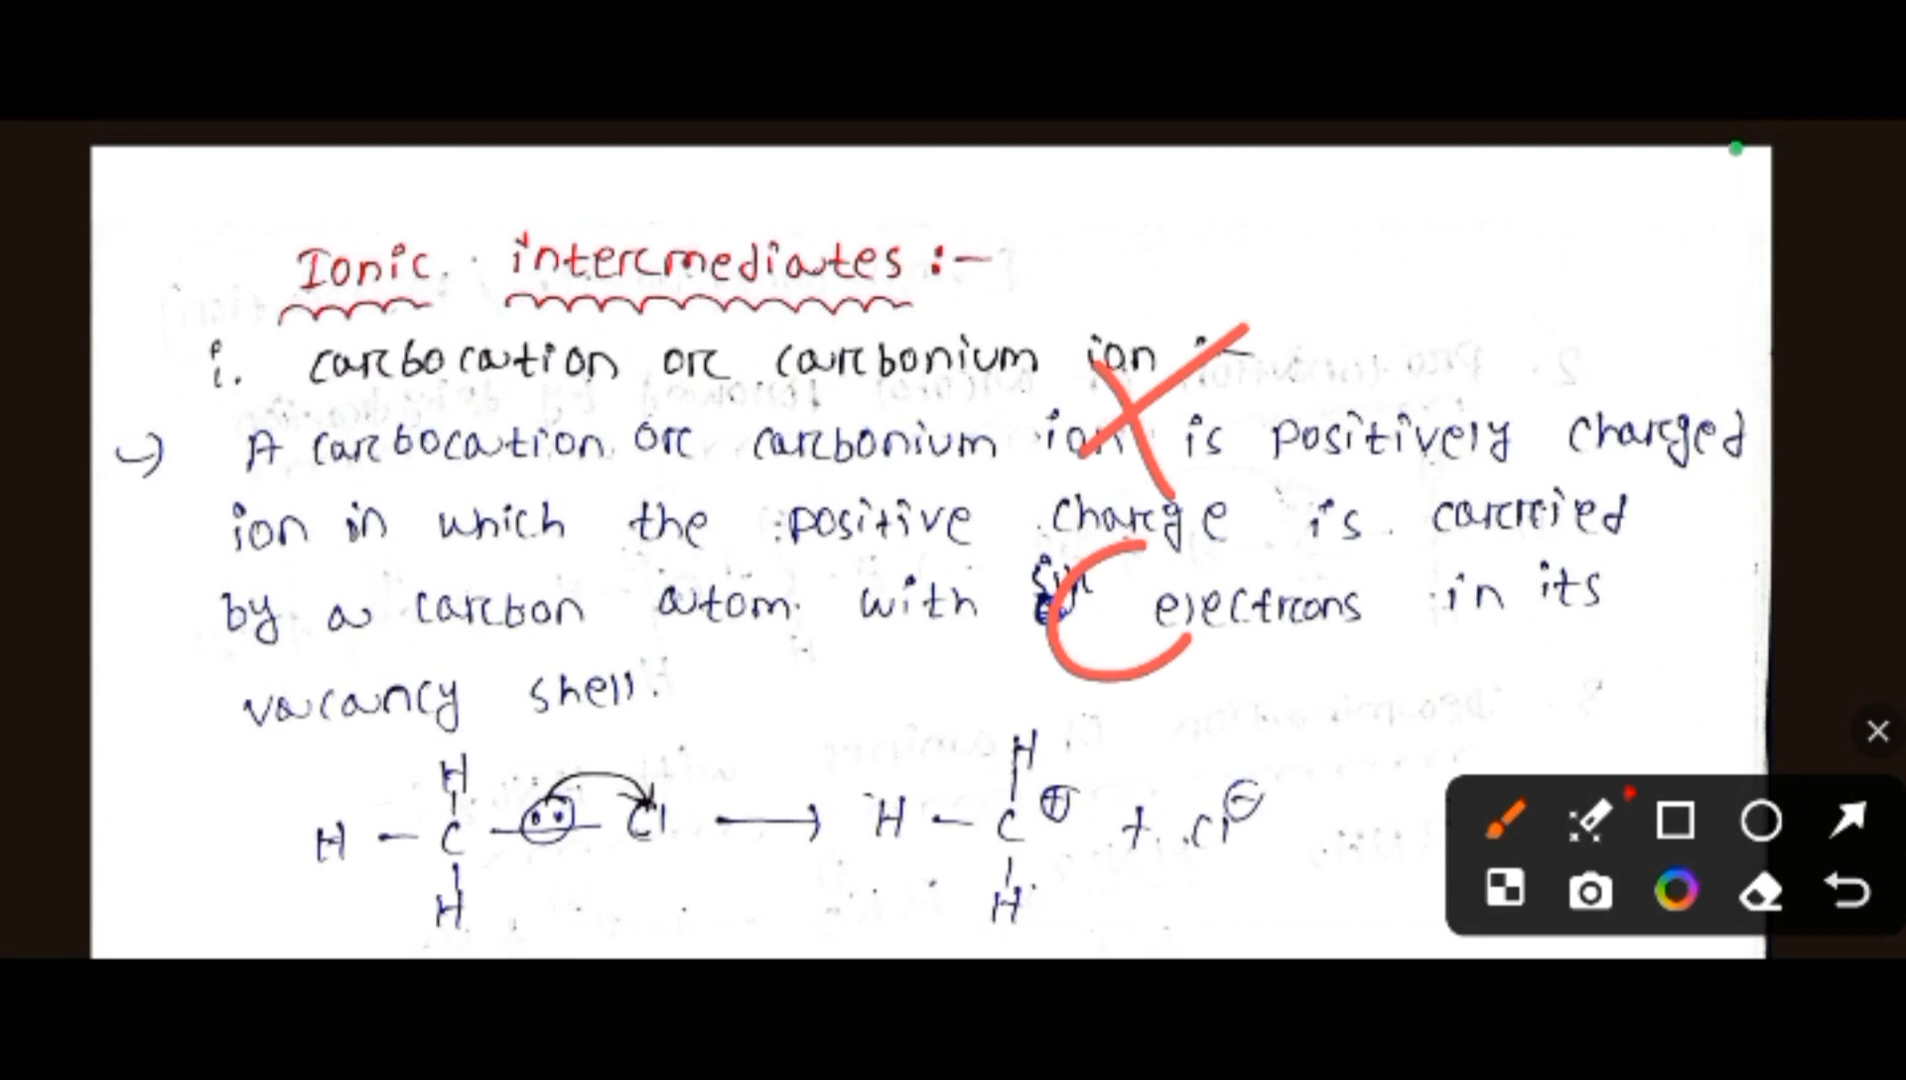 Ionic intermediates :-
i. carbocation or carbonium ion :-
→ A carbocation or carbonium ion is positively charged
ion in which the positive charge is carried
by a carbon atom with six electrons in its
vacancy shell.
H H
H - C - Cl ⟶ H - C ⊕ + Cl ⊖
H H